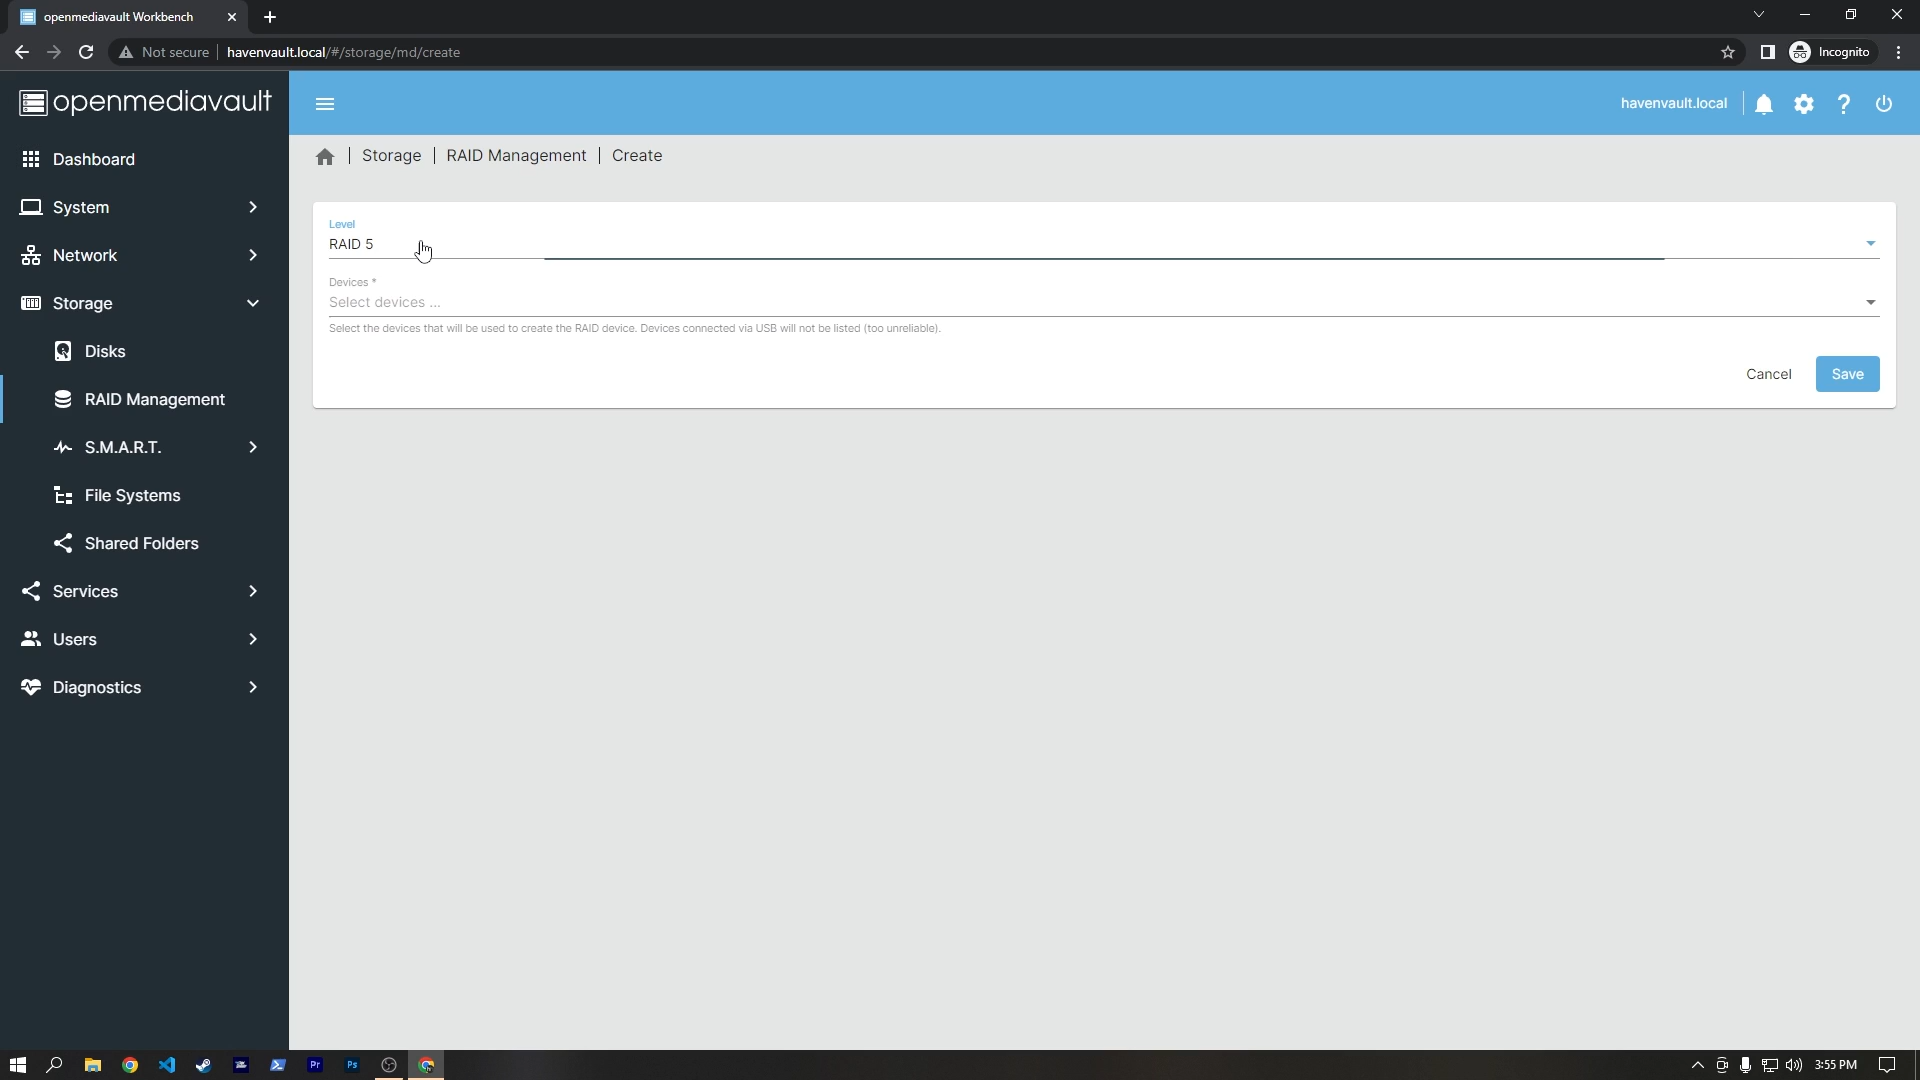 openmediavault Workbench
Not secure
havenvault.local/#/storage/md/create
Incognito
openmediavault
havenvault.local
Dashboard
System
Network
Storage
Disks
RAID Management
S.M.A.R.T.
File Systems
Shared Folders
Services
Users
Diagnostics
Storage | RAID Management | Create
Level
RAID 5
Devices *
Select devices ...
Select the devices that will be used to create the RAID device. Devices connected via USB will not be listed (too unreliable).
Cancel
Save
Pr
Ps
3:55 PM